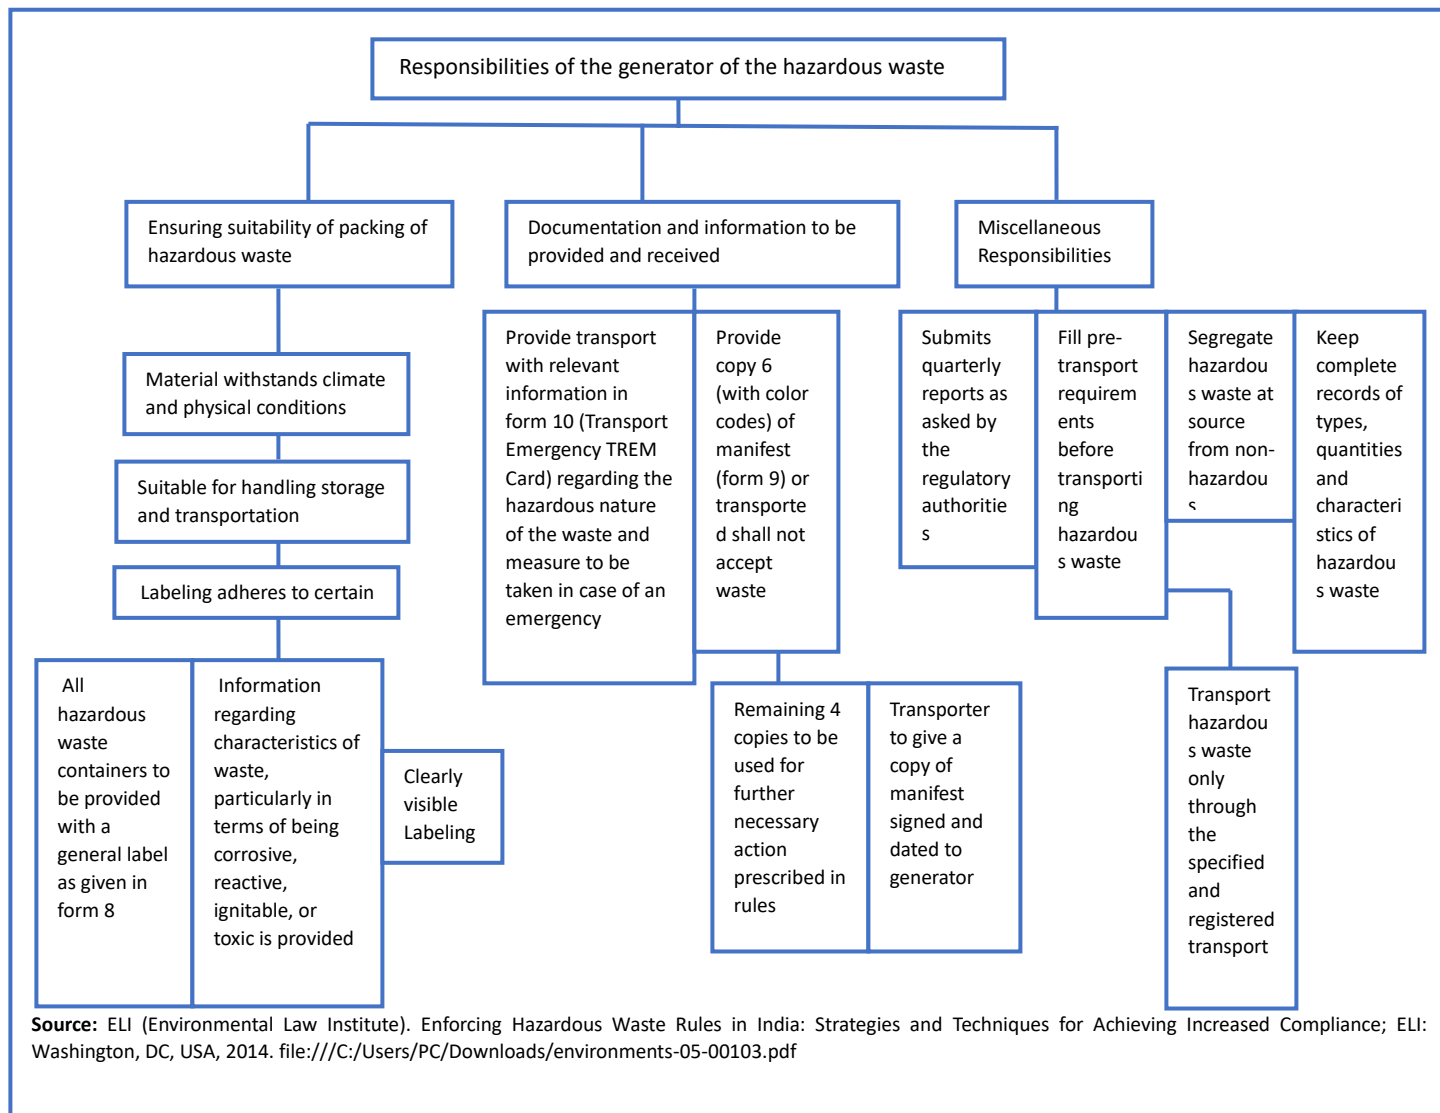 Responsibilities of the generator of the hazardous waste
Ensuring suitability of packing of
hazardous waste
Material withstands climate
and physical conditions
Suitable for handling storage
and transportation
Labeling adheres to certain
All
hazardous
waste
containers to
be provided
with a
general label
as given in
form 8
Information
regarding
characteristics of
waste,
particularly in
terms of being
corrosive,
reactive,
ignitable, or
toxic is provided
Clearly
visible
Labeling
Documentation and information to be
provided and received
Provide transport
with relevant
information in
form 10 (Transport
Emergency TREM
Card) regarding the
hazardous nature
of the waste and
measure to be
taken in case of an
emergency
Provide
copy 6
(with color
codes) of
manifest
(form 9) or
transporte
d shall not
accept
waste
Remaining 4
copies to be
used for
further
necessary
action
prescribed in
rules
Transporter
to give a
copy of
manifest
signed and
dated to
generator
Miscellaneous
Responsibilities
Submits
quarterly
reports as
asked by
the
regulatory
authoritie
s
Fill pre-
transport
requirem
ents
before
transporti
ng
hazardou
s waste
Segregate
hazardou
s waste at
source
from non-
hazardou
s
Keep
complete
records of
types,
quantities
and
characteri
stics of
hazardou
s waste
Transport
hazardou
s waste
only
through
the
specified
and
registered
transport
Source: ELI (Environmental Law Institute). Enforcing Hazardous Waste Rules in India: Strategies and Techniques for Achieving Increased Compliance; ELI:
Washington, DC, USA, 2014. file:///C:/Users/PC/Downloads/environments-05-00103.pdf